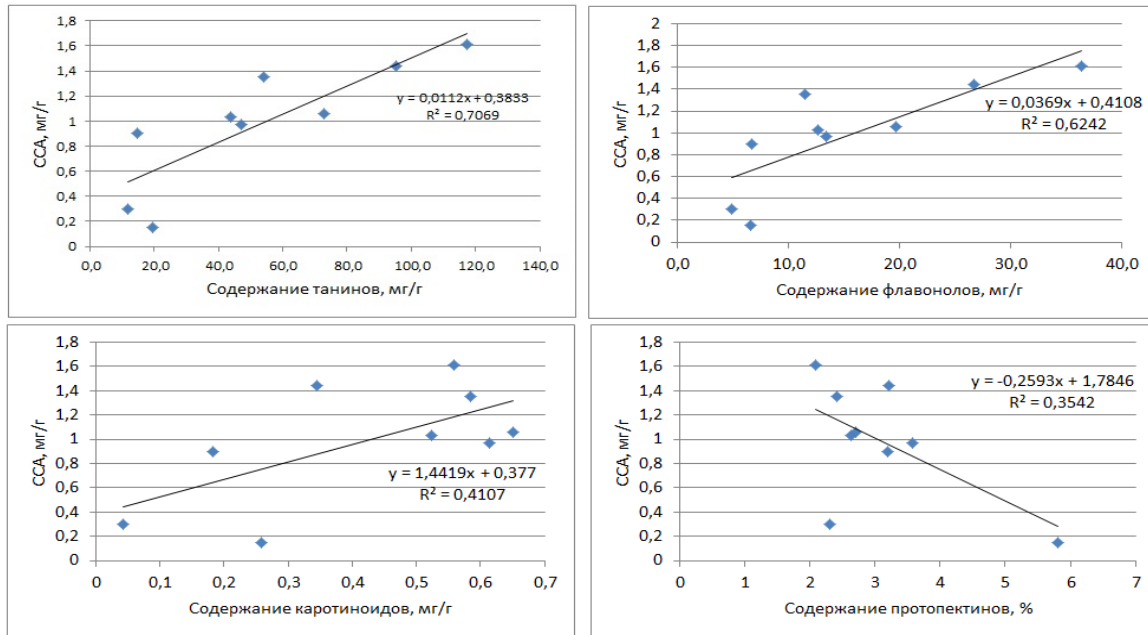 ССА, мг/г
1,8
1,6
1,4
1,2
1
0,8
0,6
0,4
0,2
0
y = 0,0112x + 0,3833
R² = 0,7069
0,0 20,0 40,0 60,0 80,0 100,0 120,0 140,0
Содержание танинов, мг/г
ССА, мг/г
2
1,8
1,6
1,4
1,2
1
0,8
0,6
0,4
0,2
0
y = 0,0369x + 0,4108
R² = 0,6242
0,0 10,0 20,0 30,0 40,0
Содержание флавонолов, мг/г
ССА, мг/г
1,8
1,6
1,4
1,2
1
0,8
0,6
0,4
0,2
0
y = 1,4419x + 0,377
R² = 0,4107
0 0,1 0,2 0,3 0,4 0,5 0,6 0,7
Содержание каротиноидов, мг/г
ССА, мг/г
1,8
1,6
1,4
1,2
1
0,8
0,6
0,4
0,2
0
y = -0,2593x + 1,7846
R² = 0,3542
0 1 2 3 4 5 6 7
Содержание протопектинов, %